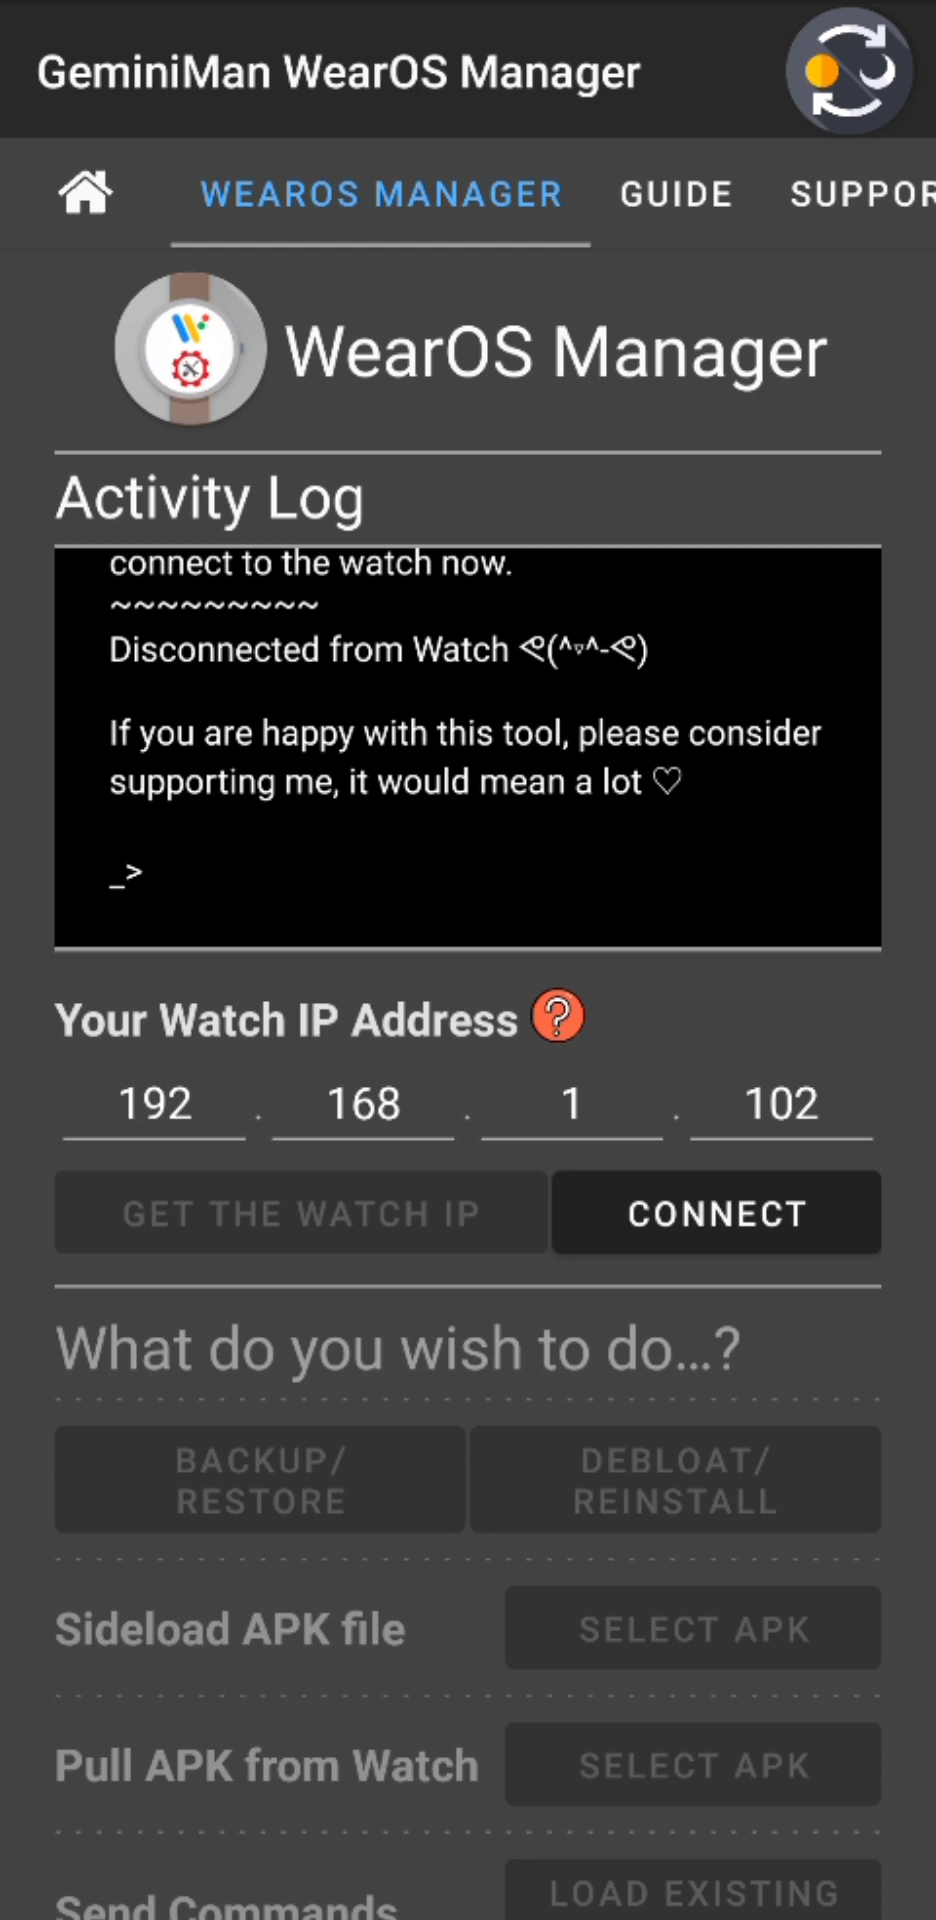 GeminiMan WearOS Manager
WEAROS MANAGER GUIDE SUPPOR
WearOS Manager
Activity Log
connect to the watch now.
~~~~~~~~~
Disconnected from Watch ᕙ(^▿^-ᕙ)
If you are happy with this tool, please consider
supporting me, it would mean a lot ♡
_>
Your Watch IP Address ?
192 . 168 . 1 . 102
GET THE WATCH IP CONNECT
What do you wish to do...?
BACKUP/
RESTORE
DEBLOAT/
REINSTALL
Sideload APK file SELECT APK
Pull APK from Watch SELECT APK
Send Commands LOAD EXISTING